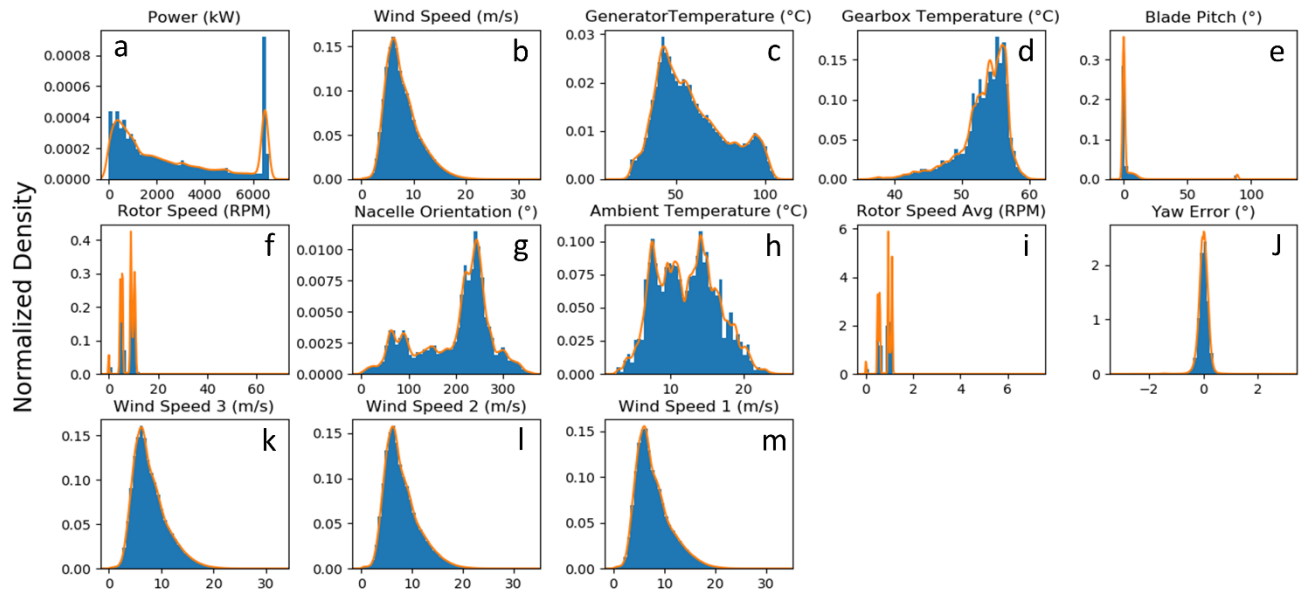 Power (kW)
Wind Speed (m/s)
GeneratorTemperature (°C)
Gearbox Temperature (°C)
Blade Pitch (°)
a
b
c
d
e
0.0008
0.0006
0.0004
0.0002
0.0000
0 2000 4000 6000
0.15
0.10
0.05
0.00
0 10 20 30
0.03
0.02
0.01
0.00
50 100
0.15
0.10
0.05
0.00
40 50 60
0.3
0.2
0.1
0.0
0 50 100
Normalized Density
Rotor Speed (RPM)
Nacelle Orientation (°)
Ambient Temperature (°C)
Rotor Speed Avg (RPM)
Yaw Error (°)
f
g
h
i
J
0.4
0.3
0.2
0.1
0.0
0 20 40 60
0.0100
0.0075
0.0050
0.0025
0.0000
0 100 200 300
0.100
0.075
0.050
0.025
0.000
10 20
6
4
2
0
0 2 4 6
2
1
0
−2 0 2
Wind Speed 3 (m/s)
Wind Speed 2 (m/s)
Wind Speed 1 (m/s)
k
l
m
0.15
0.10
0.05
0.00
0 10 20 30
0.15
0.10
0.05
0.00
0 10 20 30
0.15
0.10
0.05
0.00
0 10 20 30